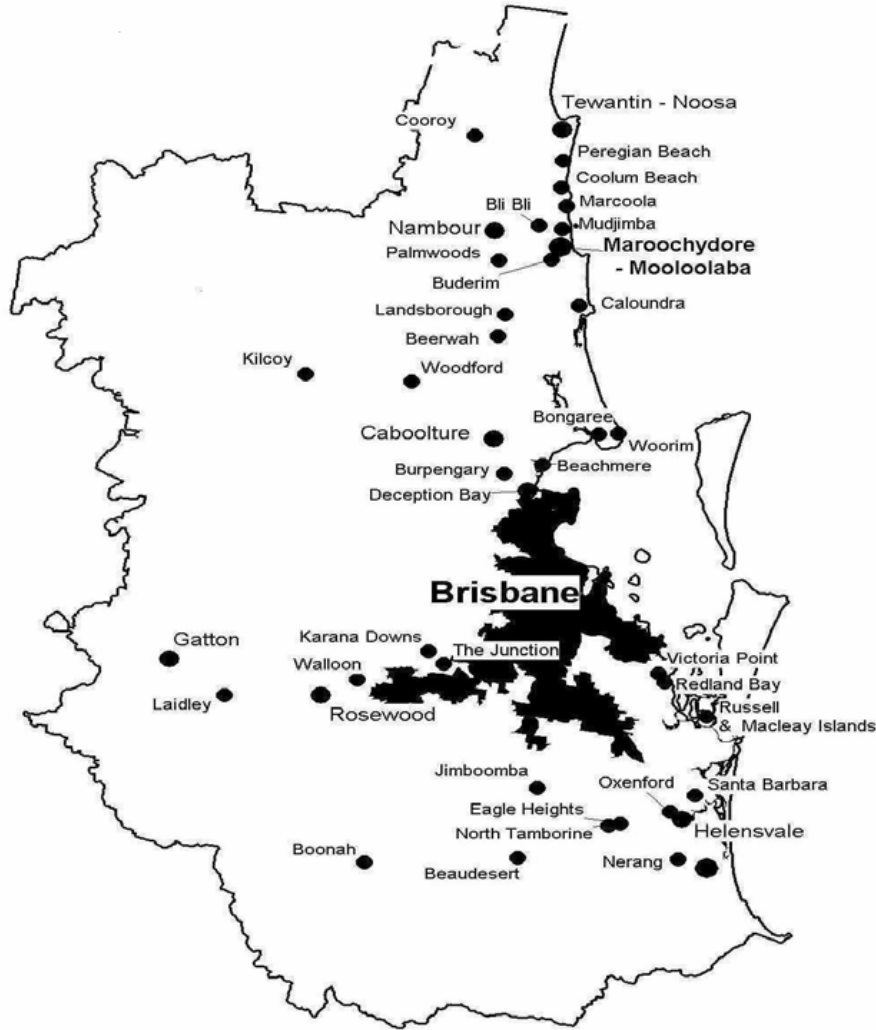 Tewantin - Noosa
Cooroy
Peregian Beach
Coolum Beach
Marcoola
Bli Bli
Mudjimba
Nambour
Maroochydore
- Mooloolaba
Palmwoods
Buderim
Landsborough
Caloundra
Beerwah
Kilcoy
Woodford
Bongaree
Caboolture
Woorim
Beachmere
Burpengary
Deception Bay
Brisbane
Karana Downs
Gatton
The Junction
Victoria Point
Walloon
Redland Bay
Laidley
Rosewood
Russell
& Macleay Islands
Jimboomba
Oxenford
Santa Barbara
Eagle Heights
North Tamborine
Helensvale
Boonah
Beaudesert
Nerang